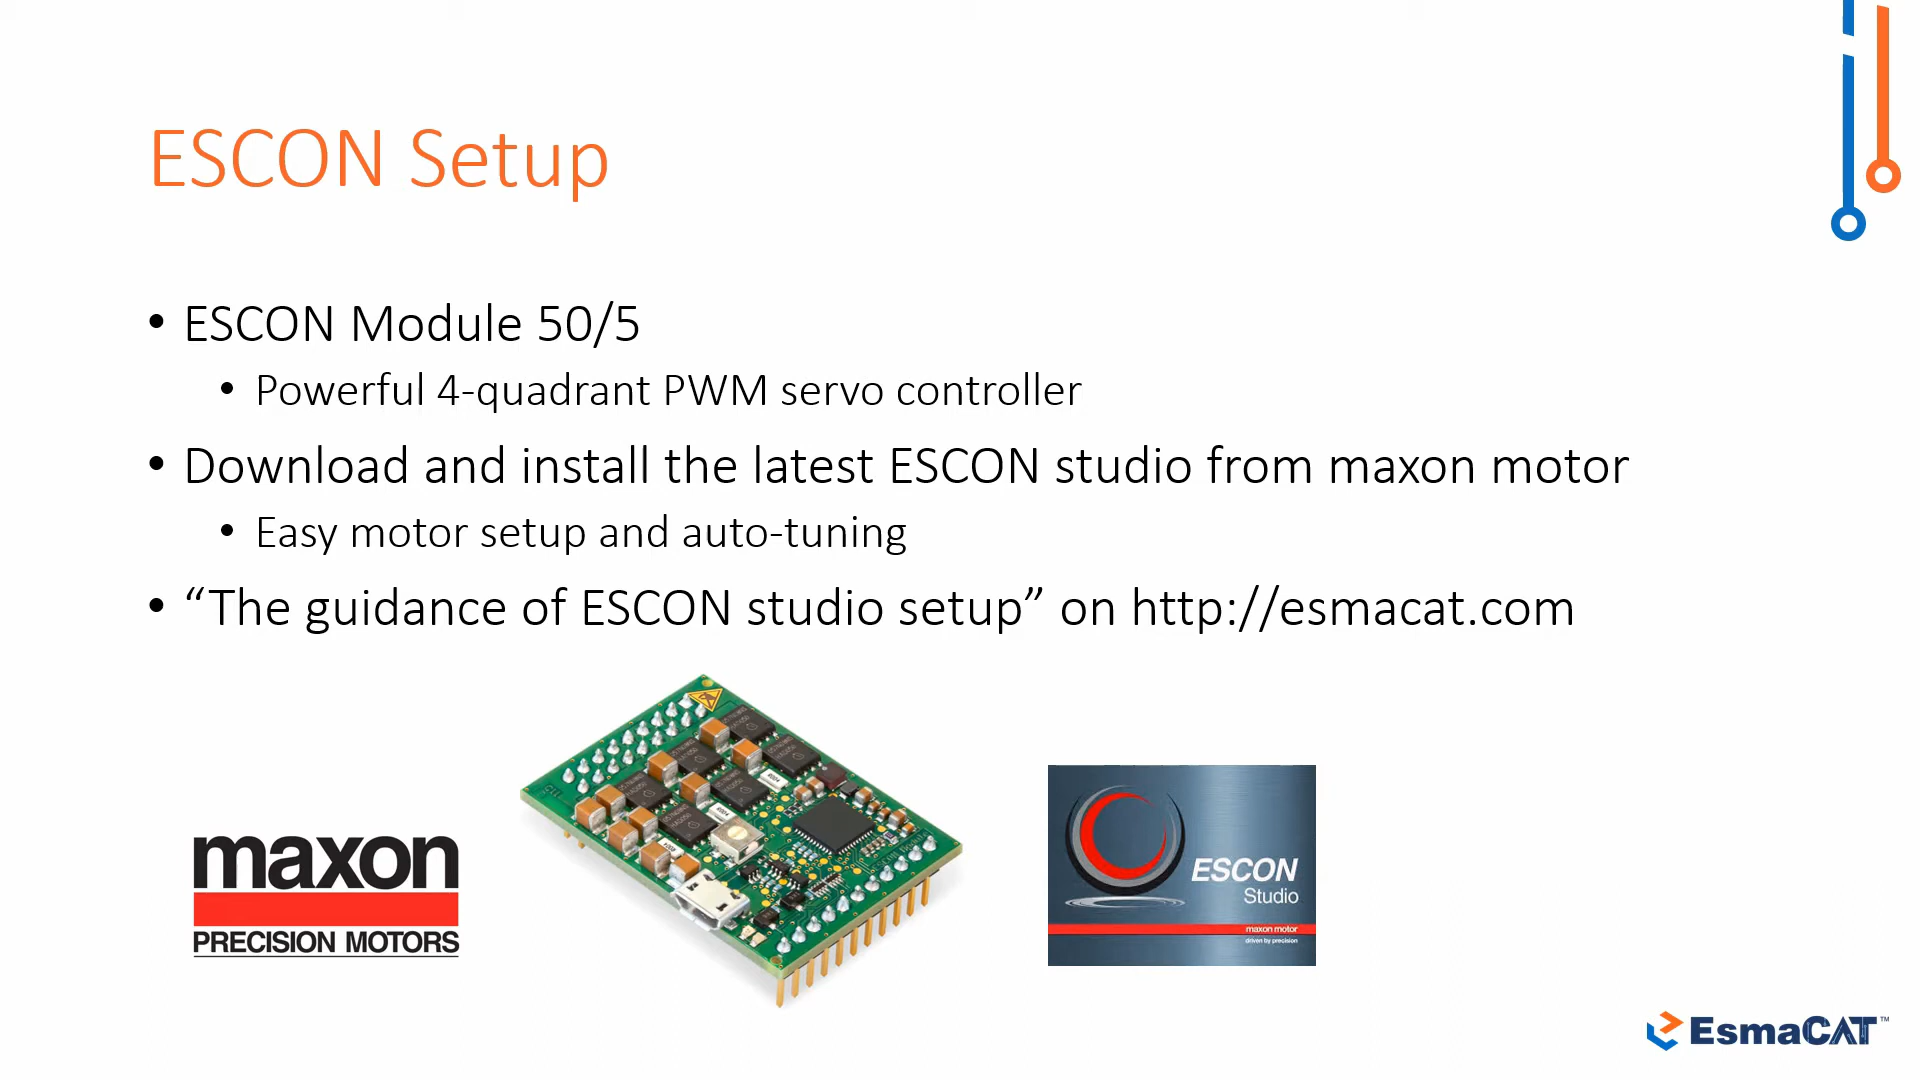 ESCON Setup
• ESCON Module 50/5
• Powerful 4-quadrant PWM servo controller
• Download and install the latest ESCON studio from maxon motor
• Easy motor setup and auto-tuning
• “The guidance of ESCON studio setup” on http://esmacat.com
maxon
PRECISION MOTORS
ESCON
Studio
maxon motor
driven by precision
EsmaCAT™